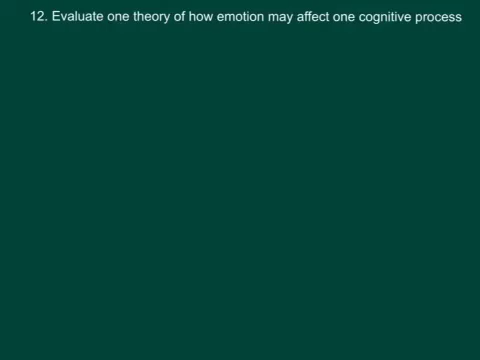 12. Evaluate one theory of how emotion may affect one cognitive process